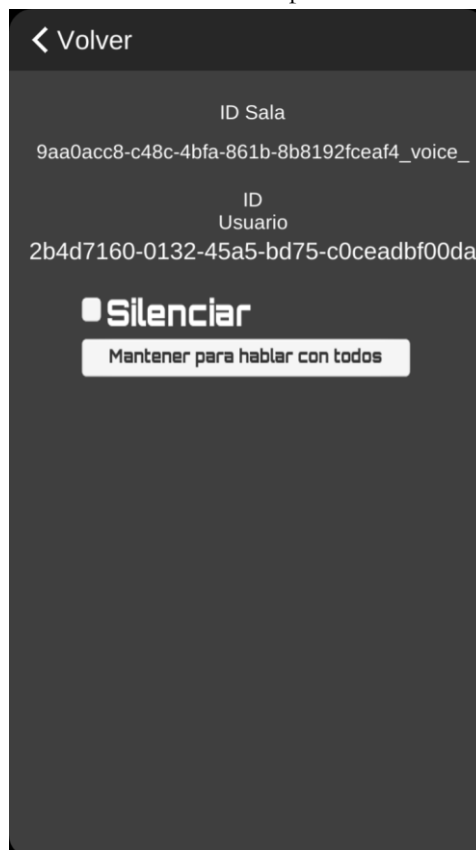 Volver
ID Sala
9aa0acc8-c48c-4bfa-861b-8b8192fceaf4_voice_
ID
Usuario
2b4d7160-0132-45a5-bd75-c0ceadbf00da
Silenciar
Mantener para hablar con todos